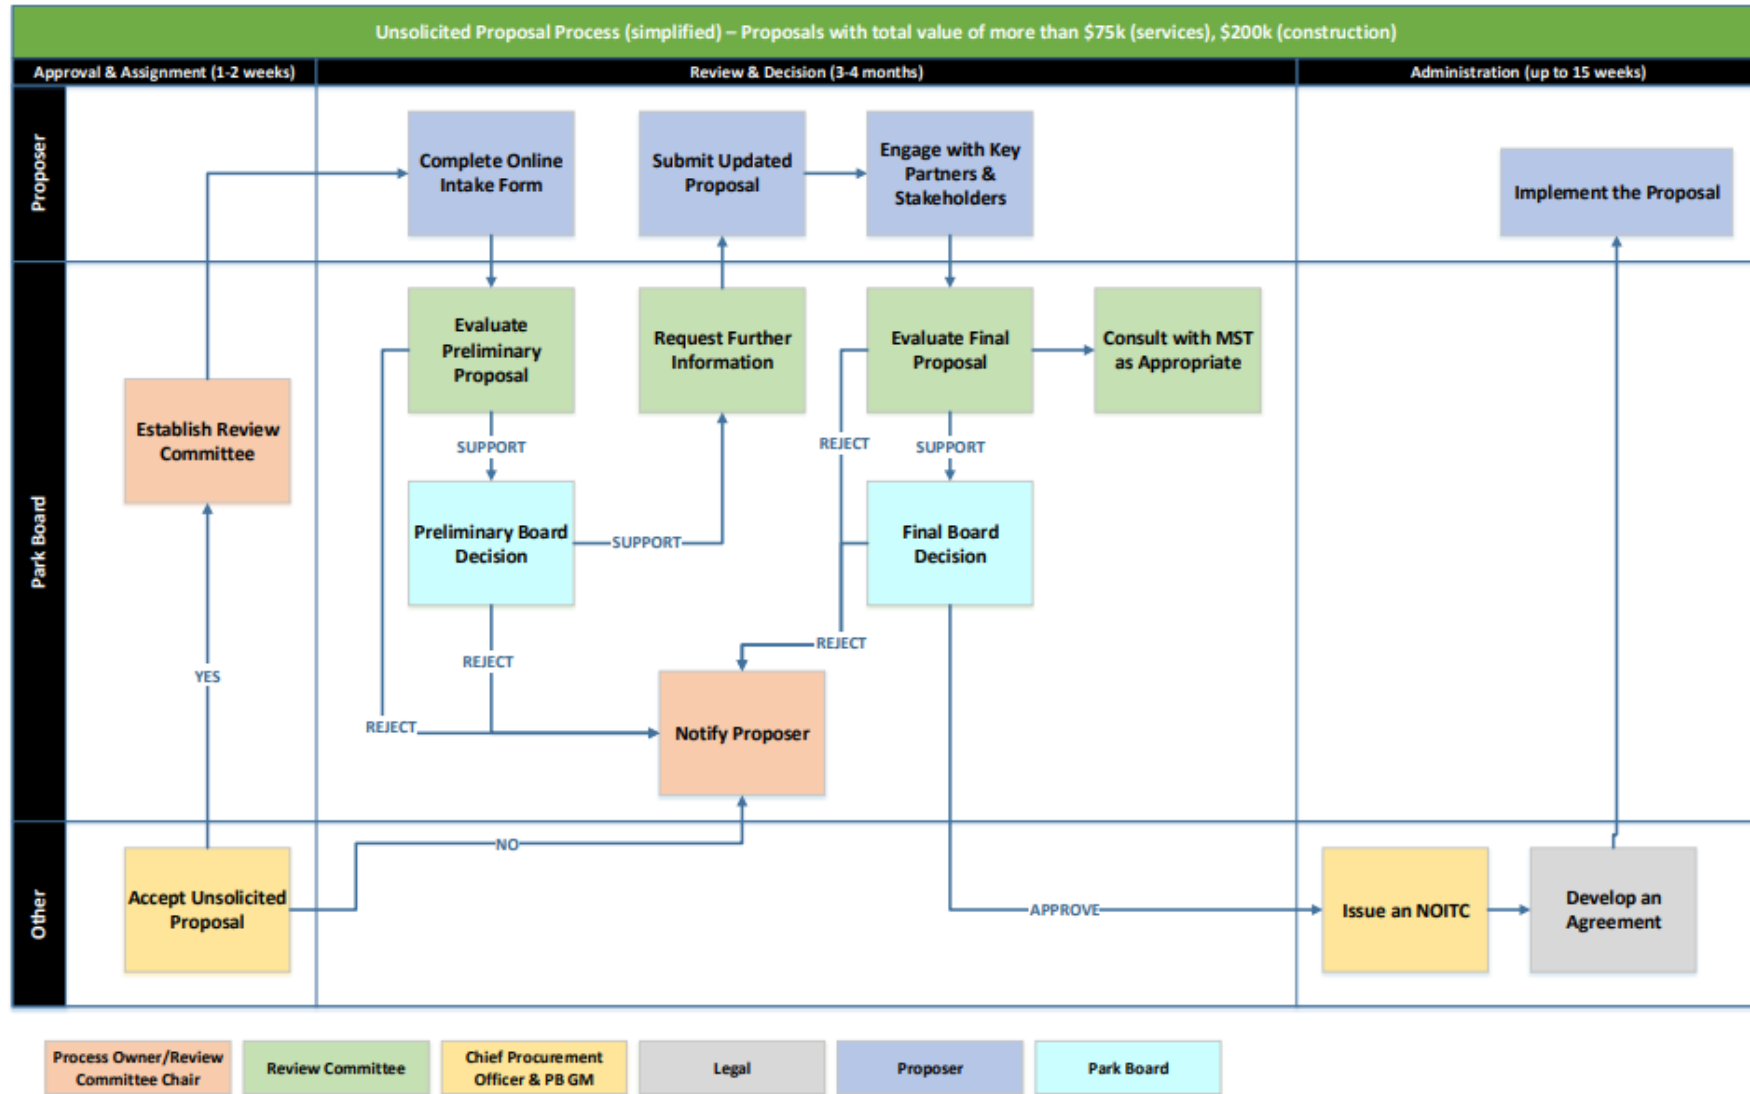 Unsolicited Proposal Process (simplified) – Proposals with total value of more than $75k (services), $200k (construction)
Approval & Assignment (1-2 weeks)
Review & Decision (3-4 months)
Administration (up to 15 weeks)
Proposer
Complete Online
Intake Form
Submit Updated
Proposal
Engage with Key
Partners &
Stakeholders
Implement the Proposal
Park Board
Establish Review
Committee
YES
Evaluate
Preliminary
Proposal
SUPPORT
REJECT
Preliminary Board
Decision
SUPPORT
REJECT
Request Further
Information
Evaluate Final
Proposal
Consult with MST
as Appropriate
REJECT
SUPPORT
Final Board
Decision
REJECT
Notify Proposer
Other
Accept Unsolicited
Proposal
NO
APPROVE
Issue an NOITC
Develop an
Agreement
Process Owner/Review
Committee Chair
Review Committee
Chief Procurement
Officer & PB GM
Legal
Proposer
Park Board